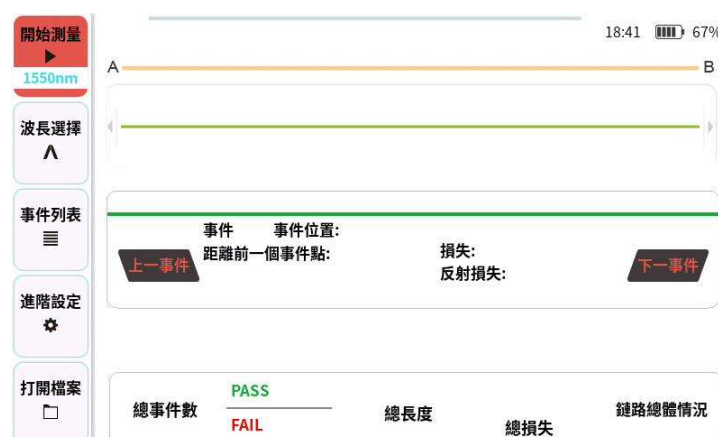 開始測量
1550nm
波長選擇
事件列表
進階設定
打開檔案
18:41 67%
A B
事件 事件位置:
距離前一個事件點:
損失:
反射損失:
上一事件
下一事件
總事件數
PASS
FAIL
總長度
總損失
鏈路總體情況